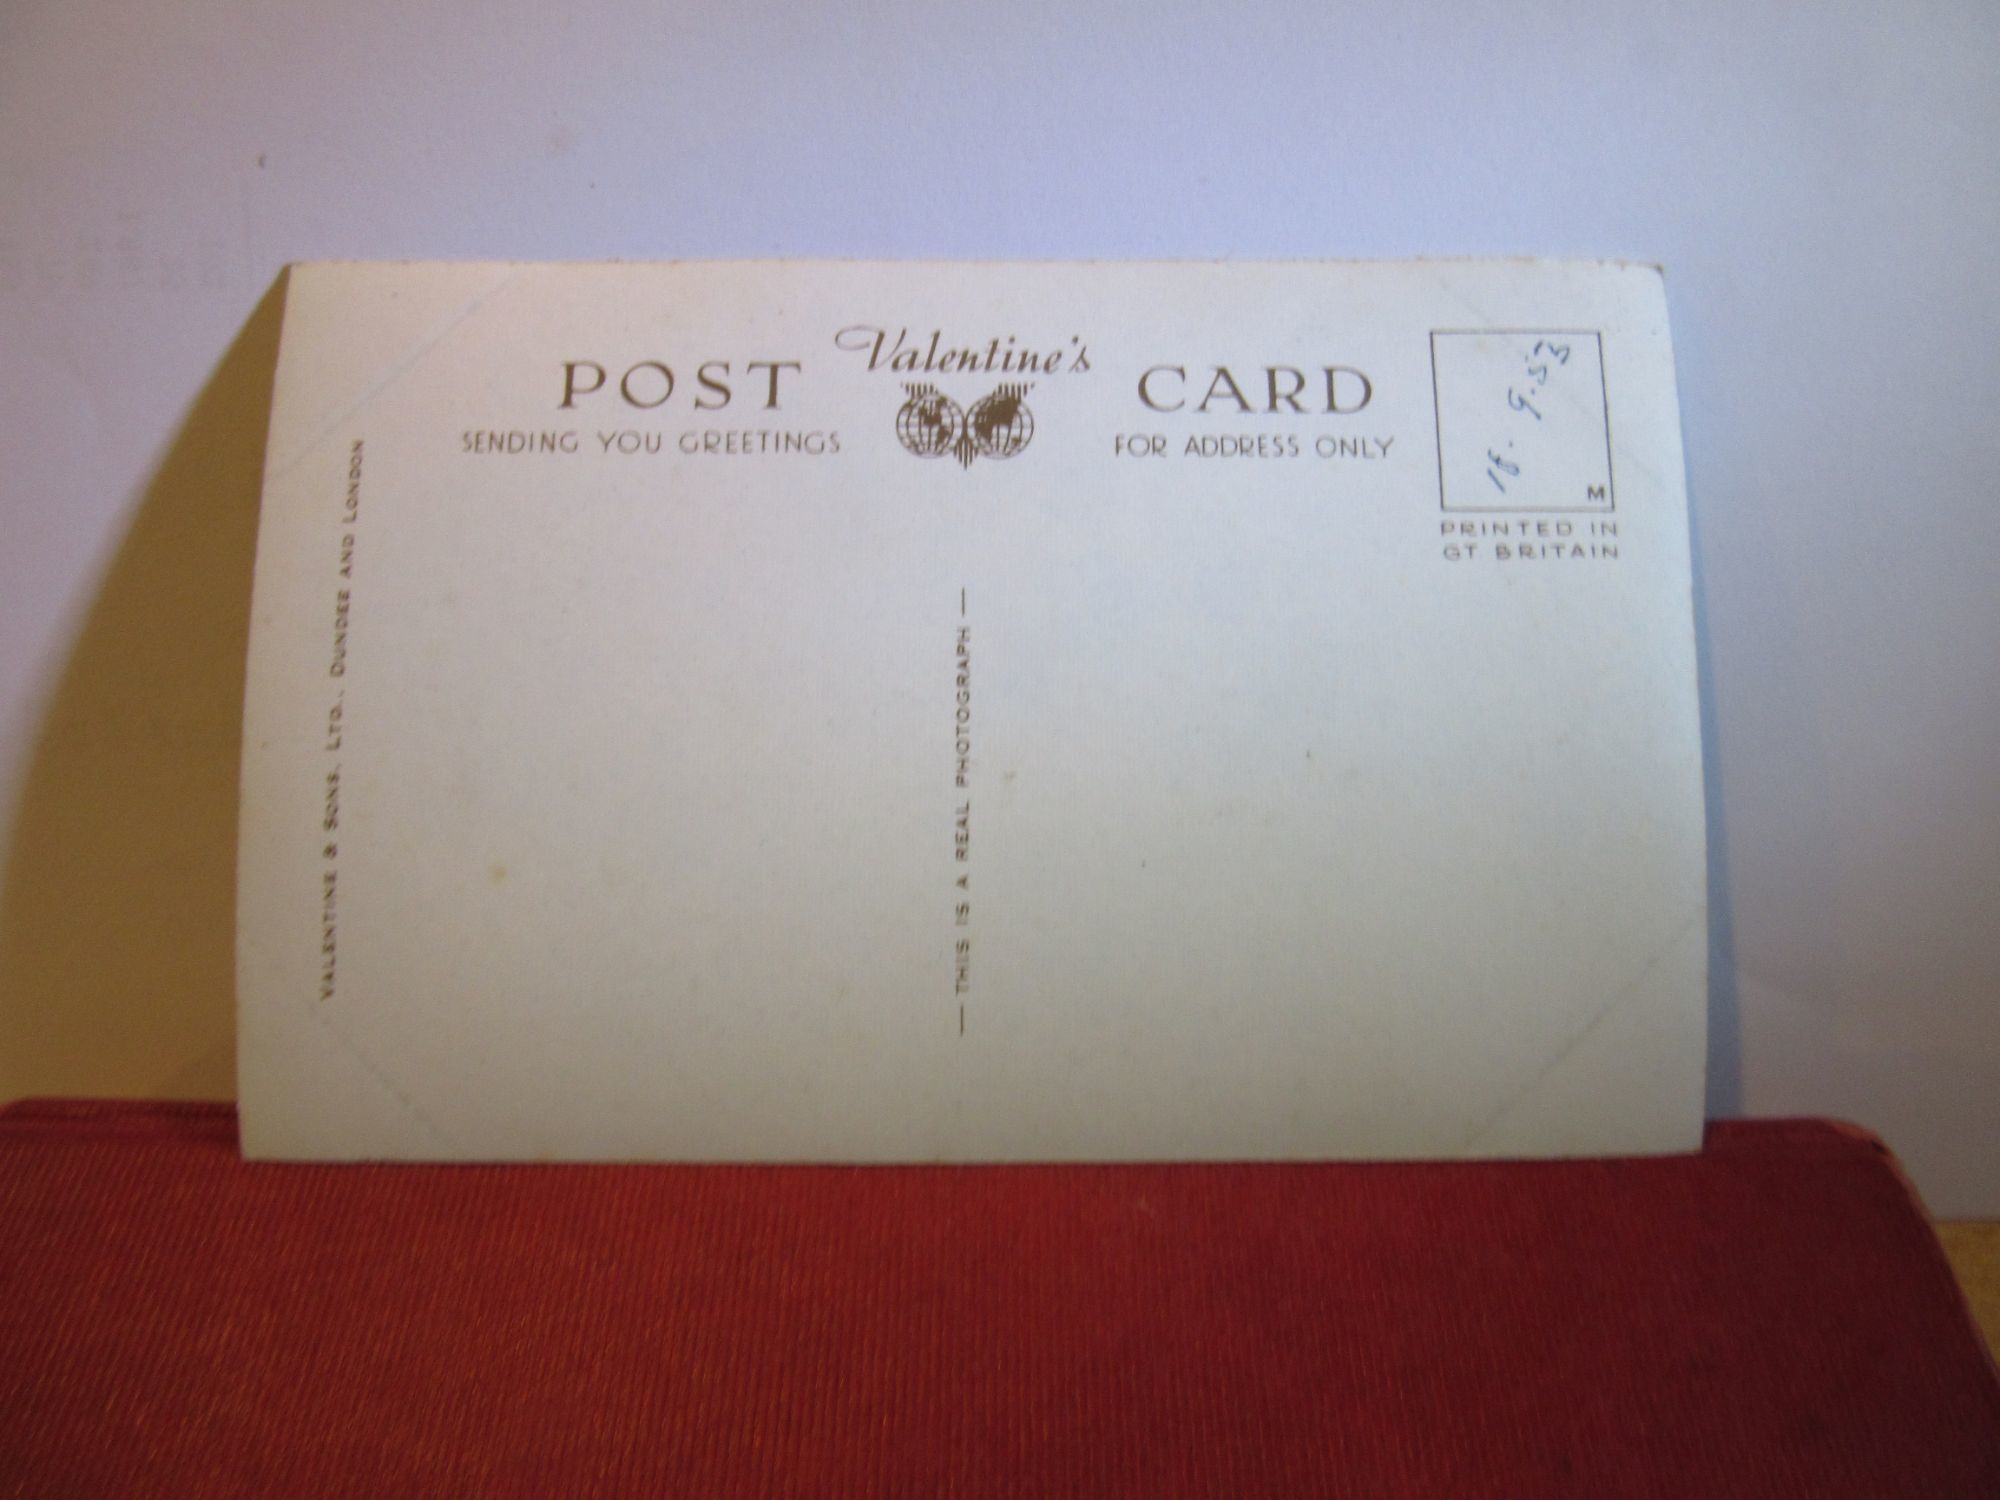 Valentine's
POST CARD
SENDING YOU GREETINGS
FOR ADDRESS ONLY
18. 9. 53
M
PRINTED IN
GT BRITAIN
VALENTINE & SONS, LTD., DUNDEE AND LONDON
— THIS IS A REAL PHOTOGRAPH —